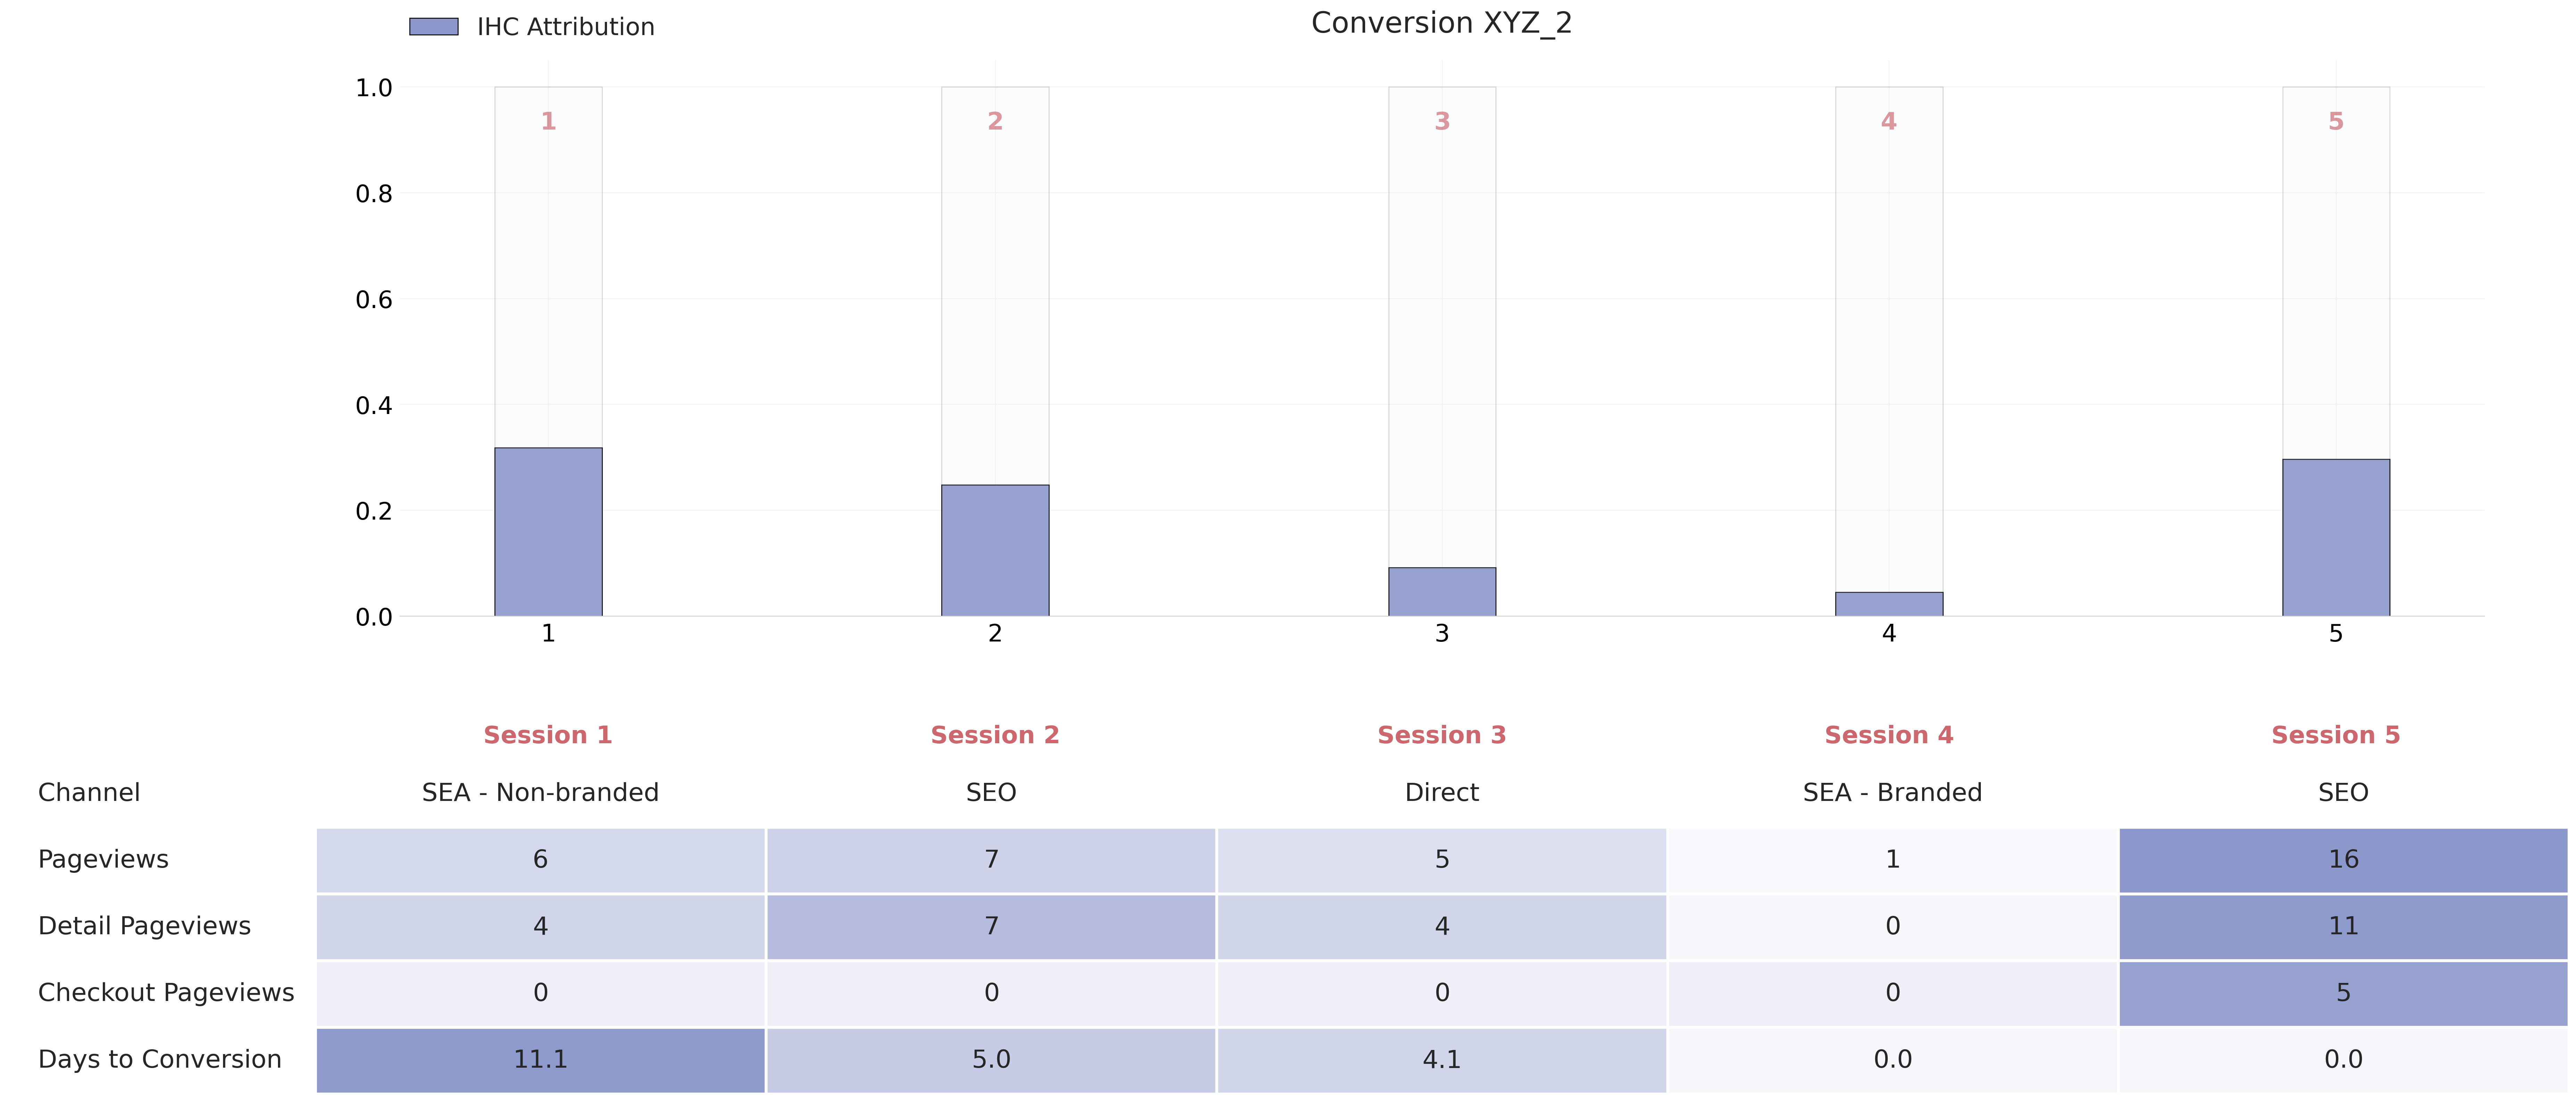 IHC Attribution
Conversion XYZ_2
1.0
0.8
0.6
0.4
0.2
0.0
1 2 3 4 5
1 2 3 4 5
Session 1 Session 2 Session 3 Session 4 Session 5
Channel SEA - Non-branded SEO Direct SEA - Branded SEO
Pageviews 6 7 5 1 16
Detail Pageviews 4 7 4 0 11
Checkout Pageviews 0 0 0 0 5
Days to Conversion 11.1 5.0 4.1 0.0 0.0